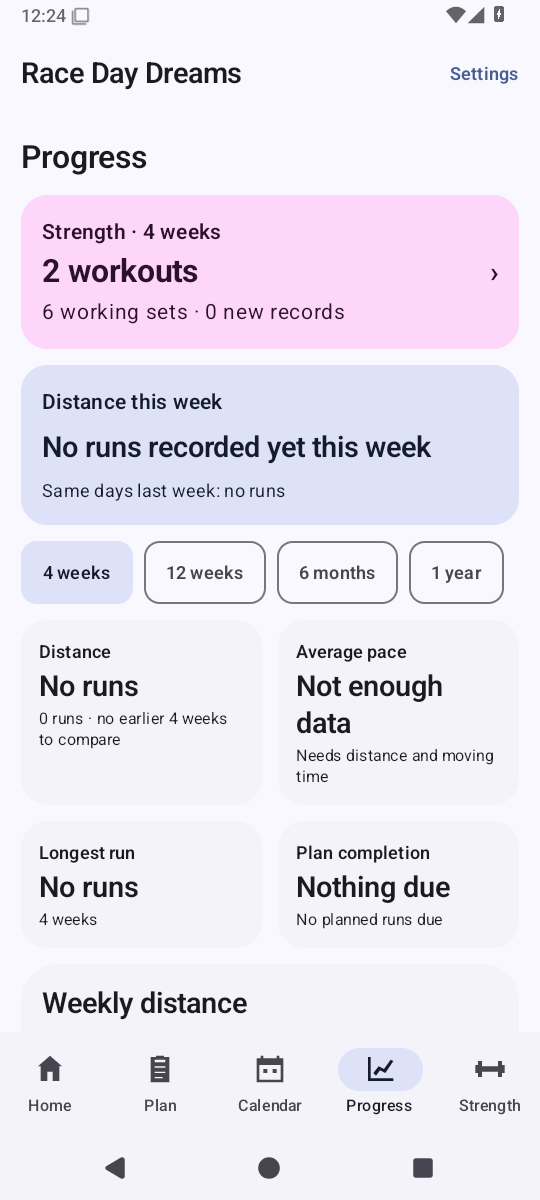 12:24
Race Day Dreams
Settings
Progress
Strength · 4 weeks
2 workouts
›
6 working sets · 0 new records
Distance this week
No runs recorded yet this week
Same days last week: no runs
4 weeks
12 weeks
6 months
1 year
Distance
No runs
0 runs · no earlier 4 weeks
to compare
Average pace
Not enough
data
Needs distance and moving
time
Longest run
No runs
4 weeks
Plan completion
Nothing due
No planned runs due
Weekly distance
Home
Plan
Calendar
Progress
Strength